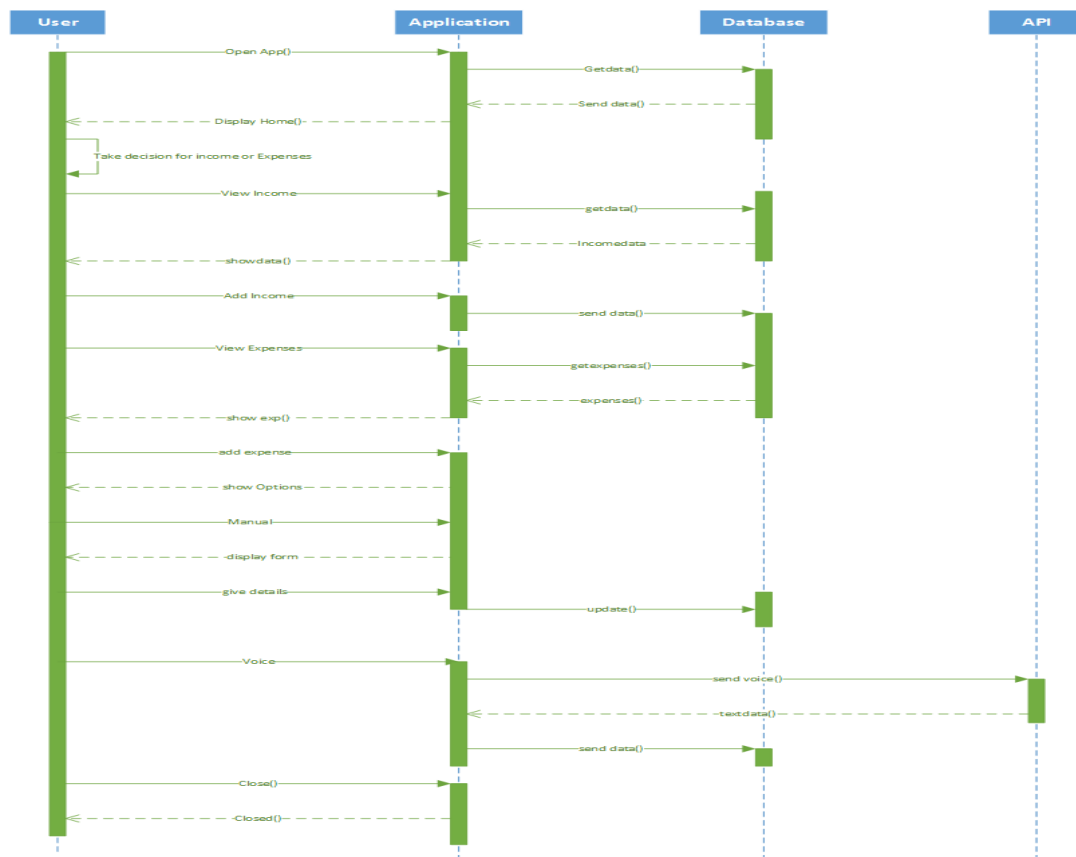 User
Application
Database
API
Open App()
Getdata()
Send data()
Display Home()
Take decision for income or Expenses
View Income
getdata()
Incomedata
showdata()
Add Income
send data()
View Expenses
getexpenses()
expenses()
show exp()
add expense
show Options
Manual
display form
give details
update()
Voice
send voice()
textdata()
send data()
Close()
Closed()